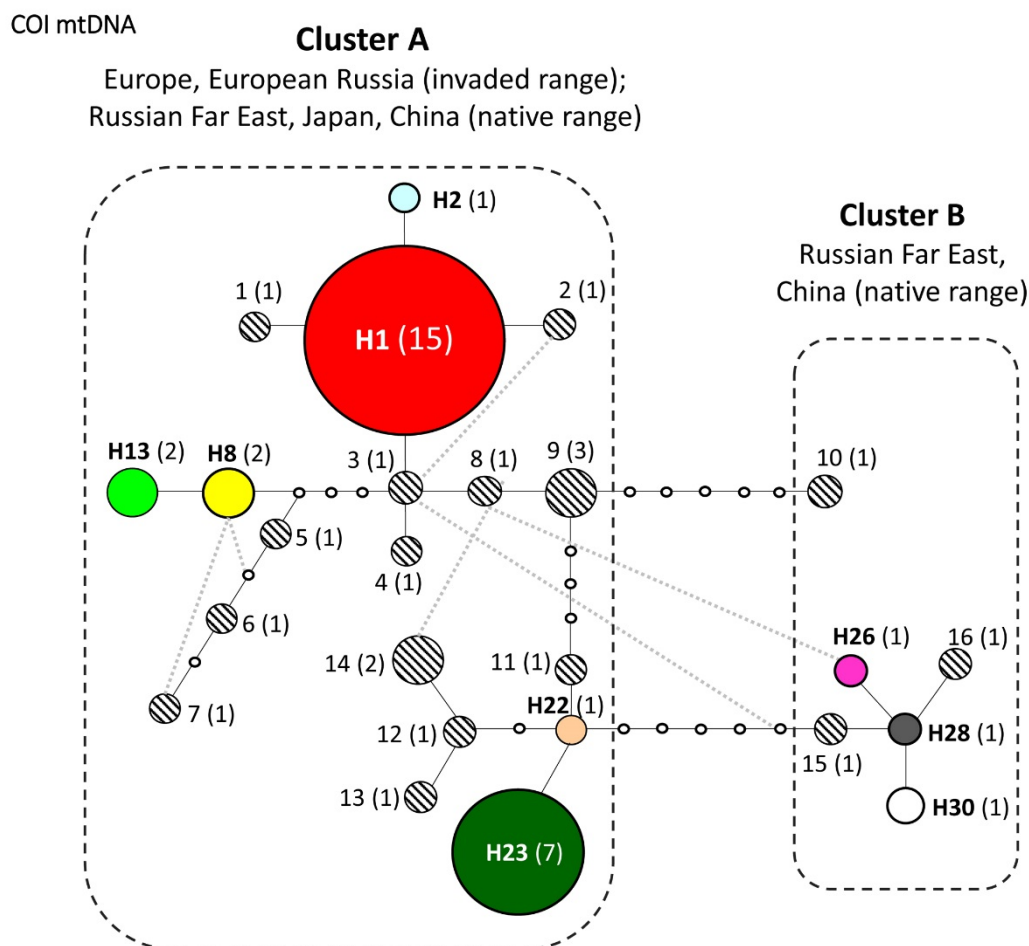 COI mtDNA
Cluster A
Europe, European Russia (invaded range);
Russian Far East, Japan, China (native range)
Cluster B
Russian Far East,
China (native range)
H2 (1)
1 (1)
2 (1)
H1 (15)
H13 (2)
H8 (2)
3 (1)
8 (1)
9 (3)
10 (1)
5 (1)
4 (1)
6 (1)
7 (1)
14 (2)
11 (1)
H26 (1)
16 (1)
H22 (1)
12 (1)
13 (1)
15 (1)
H28 (1)
H30 (1)
H23 (7)